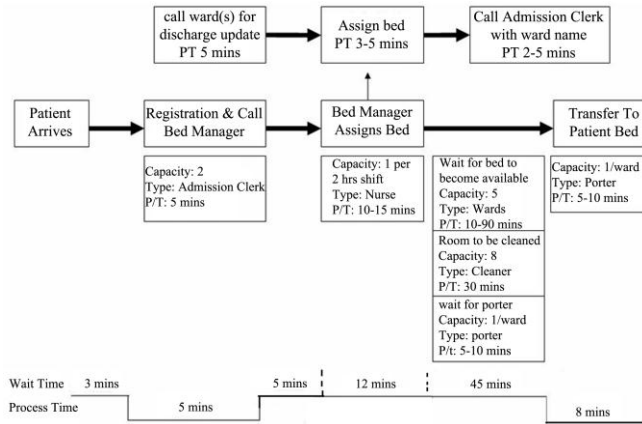 call ward(s) for
discharge update
PT 5 mins
Assign bed
PT 3-5 mins
Call Admission Clerk
with ward name
PT 2-5 mins
Patient
Arrives
Registration & Call
Bed Manager
Bed Manager
Assigns Bed
Transfer To
Patient Bed
Capacity: 2
Type: Admission Clerk
P/T: 5 mins
Capacity: 1 per
2 hrs shift
Type: Nurse
P/T: 10-15 mins
Wait for bed to
become available
Capacity: 5
Type: Wards
P/T: 10-90 mins
Room to be cleaned
Capacity: 8
Type: Cleaner
P/T: 30 mins
wait for porter
Capacity: 1/ward
Type: porter
P/t: 5-10 mins
Capacity: 1/ward
Type: Porter
P/T: 5-10 mins
Wait Time 3 mins 5 mins 12 mins 45 mins
Process Time 5 mins 8 mins